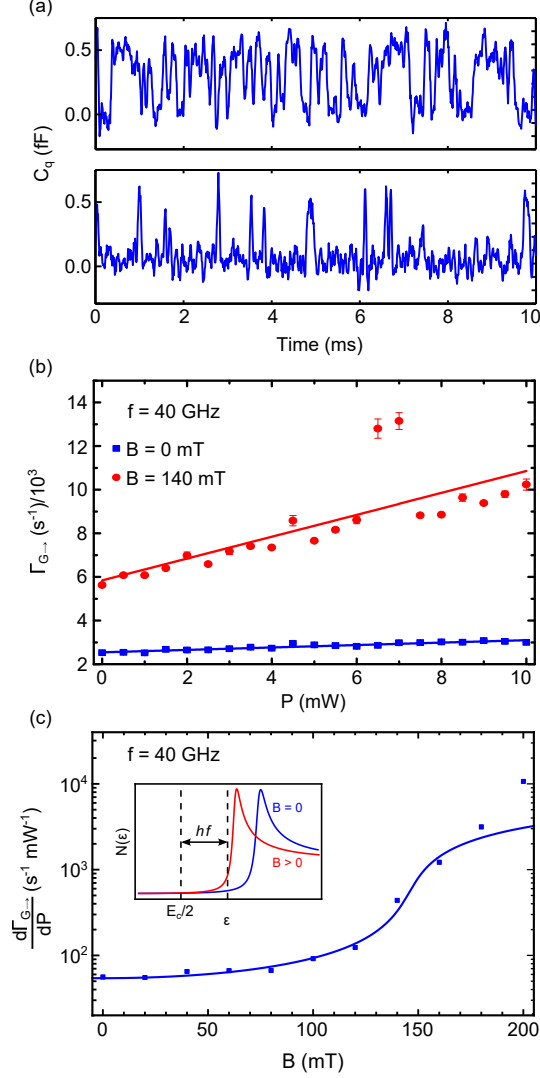 (a)
0.5
0.0
C_q (fF)
0.5
0.0
0 2 4 6 8 10
Time (ms)
(b)
14
12
10
8
6
4
2
Γ_G→ (s⁻¹)/10³
f = 40 GHz
B = 0 mT
B = 140 mT
0 2 4 6 8 10
P (mW)
(c)
10⁴
10³
10²
dΓ_G→/dP (s⁻¹ mW⁻¹)
f = 40 GHz
N(ε)
hf
B = 0
B > 0
E_c/2
ε
0 50 100 150 200
B (mT)